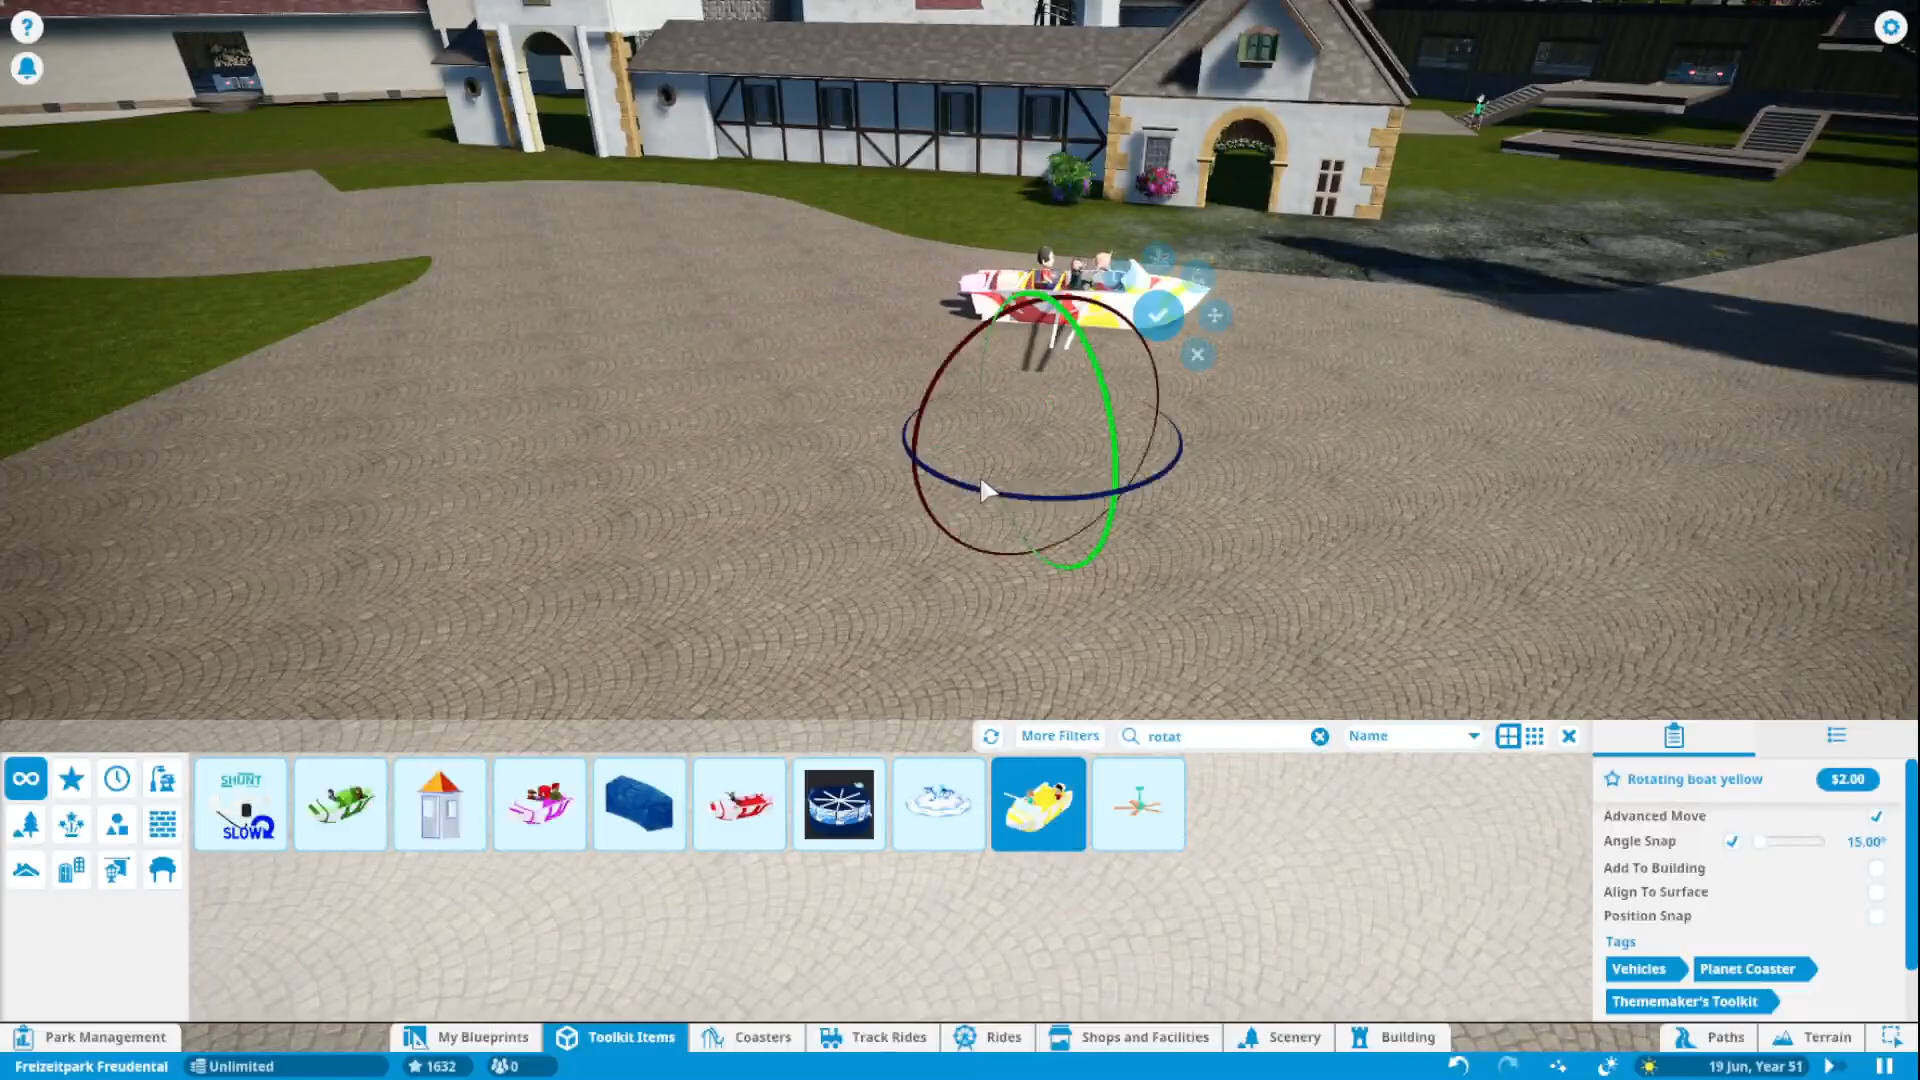 ?
More Filters
rotat
Name
SHUNT
SLOW
Rotating boat yellow
$2.00
Advanced Move
Angle Snap
15.00°
Add To Building
Align To Surface
Position Snap
Tags
Vehicles
Planet Coaster
Thememaker's Toolkit
Park Management
My Blueprints
Toolkit Items
Coasters
Track Rides
Rides
Shops and Facilities
Scenery
Building
Paths
Terrain
Freizeitpark Freudental
Unlimited
1632
0
19 Jun, Year 51